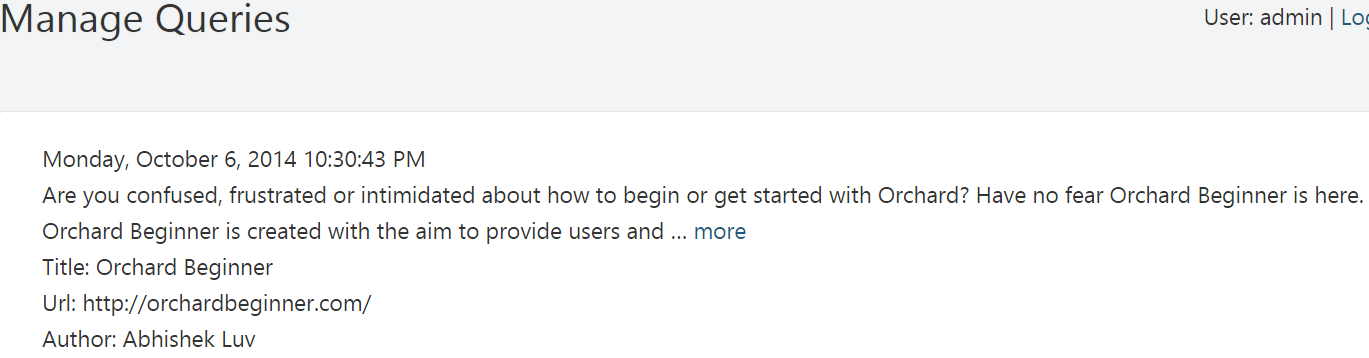 Manage Queries
User: admin | Log
Monday, October 6, 2014 10:30:43 PM
Are you confused, frustrated or intimidated about how to begin or get started with Orchard? Have no fear Orchard Beginner is here.
Orchard Beginner is created with the aim to provide users and ... more
Title: Orchard Beginner
Url: http://orchardbeginner.com/
Author: Abhishek Luv